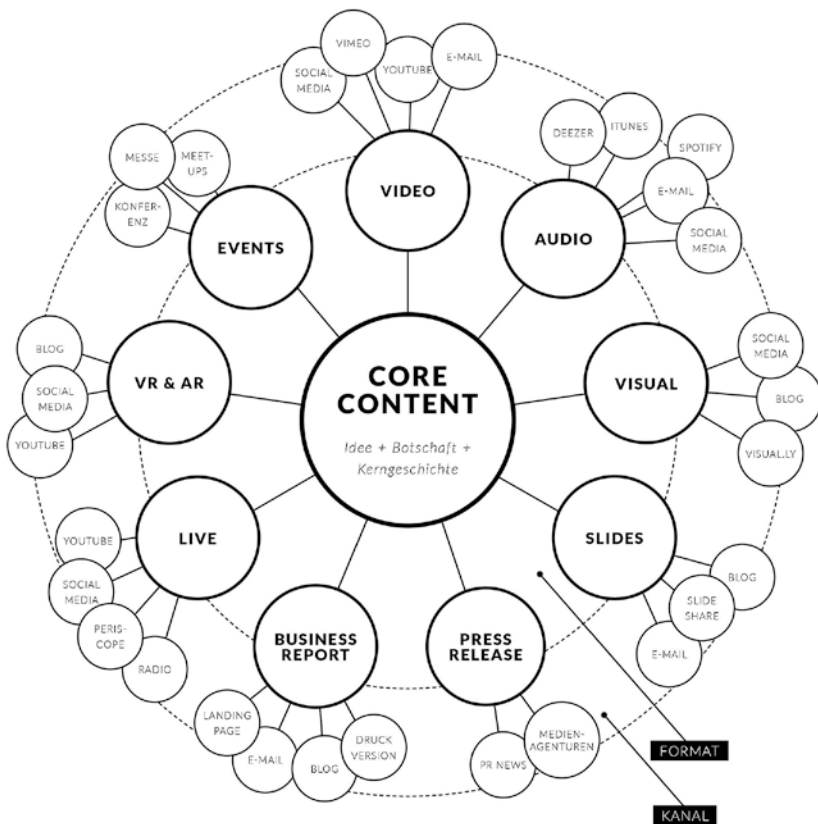 CORE
CONTENT
Idee + Botschaft +
Kerngeschichte
VIDEO
SOCIAL
MEDIA
VIMEO
YOUTUBE
E-MAIL
AUDIO
DEEZER
ITUNES
SPOTIFY
E-MAIL
SOCIAL
MEDIA
VISUAL
SOCIAL
MEDIA
BLOG
VISUAL.LY
SLIDES
BLOG
SLIDE
SHARE
E-MAIL
PRESS
RELEASE
MEDIEN-
AGENTUREN
PR NEWS
BUSINESS
REPORT
DRUCK
VERSION
BLOG
E-MAIL
LANDING
PAGE
LIVE
RADIO
PERIS-
COPE
SOCIAL
MEDIA
YOUTUBE
VR & AR
YOUTUBE
SOCIAL
MEDIA
BLOG
EVENTS
KONFER-
ENZ
MESSE
MEET-
UPS
FORMAT
KANAL